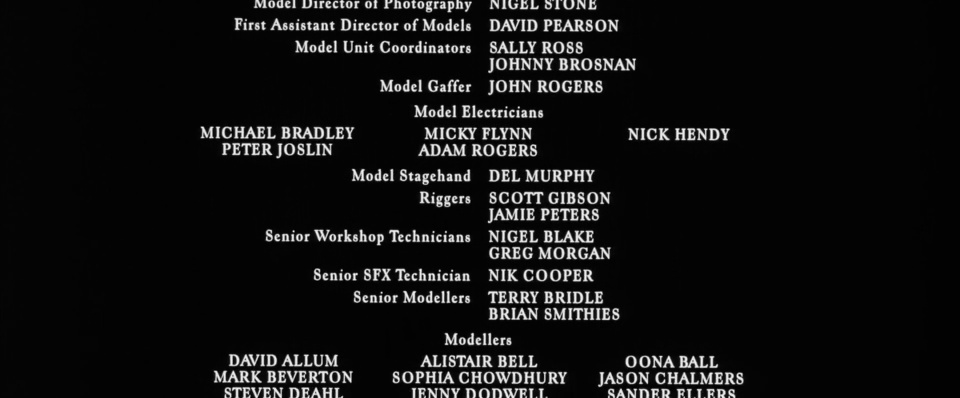 Model Director of Photography NIGEL STONE
First Assistant Director of Models DAVID PEARSON
Model Unit Coordinators SALLY ROSS
JOHNNY BROSNAN
Model Gaffer JOHN ROGERS
Model Electricians
MICHAEL BRADLEY MICKY FLYNN NICK HENDY
PETER JOSLIN ADAM ROGERS
Model Stagehand DEL MURPHY
Riggers SCOTT GIBSON
JAMIE PETERS
Senior Workshop Technicians NIGEL BLAKE
GREG MORGAN
Senior SFX Technician NIK COOPER
Senior Modellers TERRY BRIDLE
BRIAN SMITHIES
Modellers
DAVID ALLUM ALISTAIR BELL OONA BALL
MARK BEVERTON SOPHIA CHOWDHURY JASON CHALMERS
STEVEN DEAHL JENNY DODWELL SANDER ELLERS